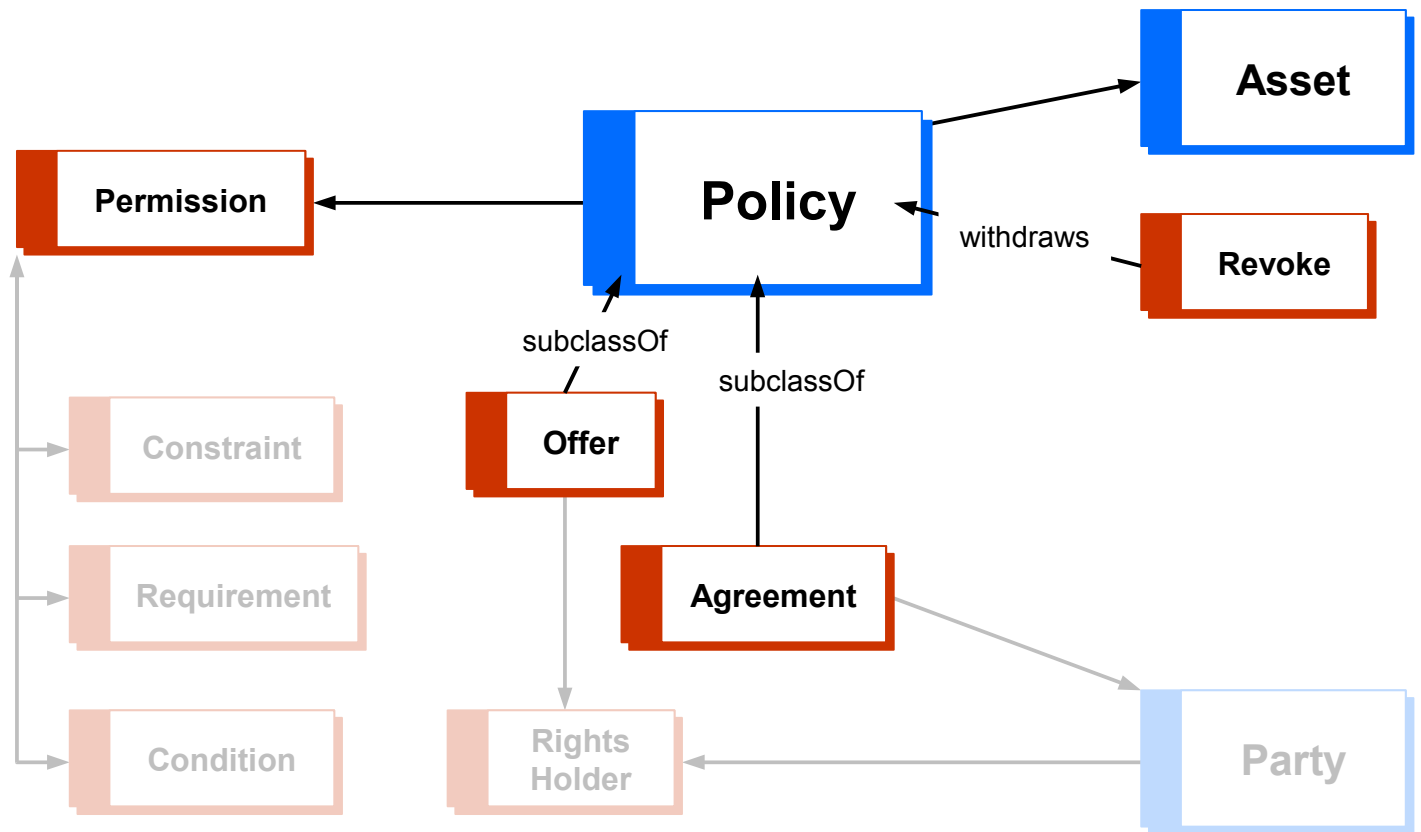 Asset
Policy
Permission
withdraws
Revoke
subclassOf
subclassOf
Constraint
Offer
Requirement
Agreement
Condition
Rights
Holder
Party